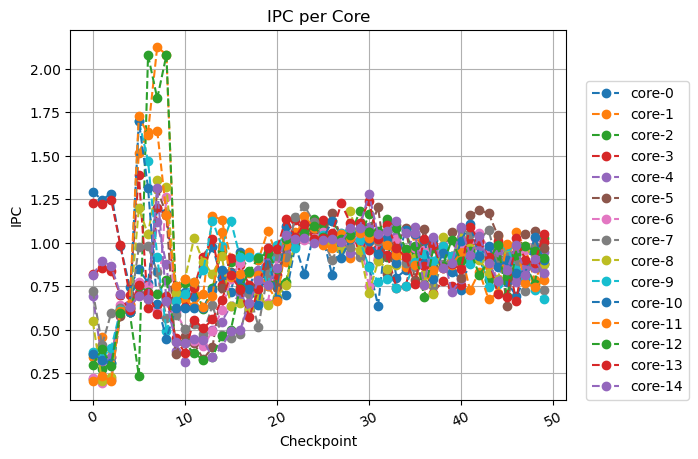 IPC per Core
IPC
2.00
1.75
1.50
1.25
1.00
0.75
0.50
0.25
0
10
20
30
40
50
Checkpoint
core-0
core-1
core-2
core-3
core-4
core-5
core-6
core-7
core-8
core-9
core-10
core-11
core-12
core-13
core-14